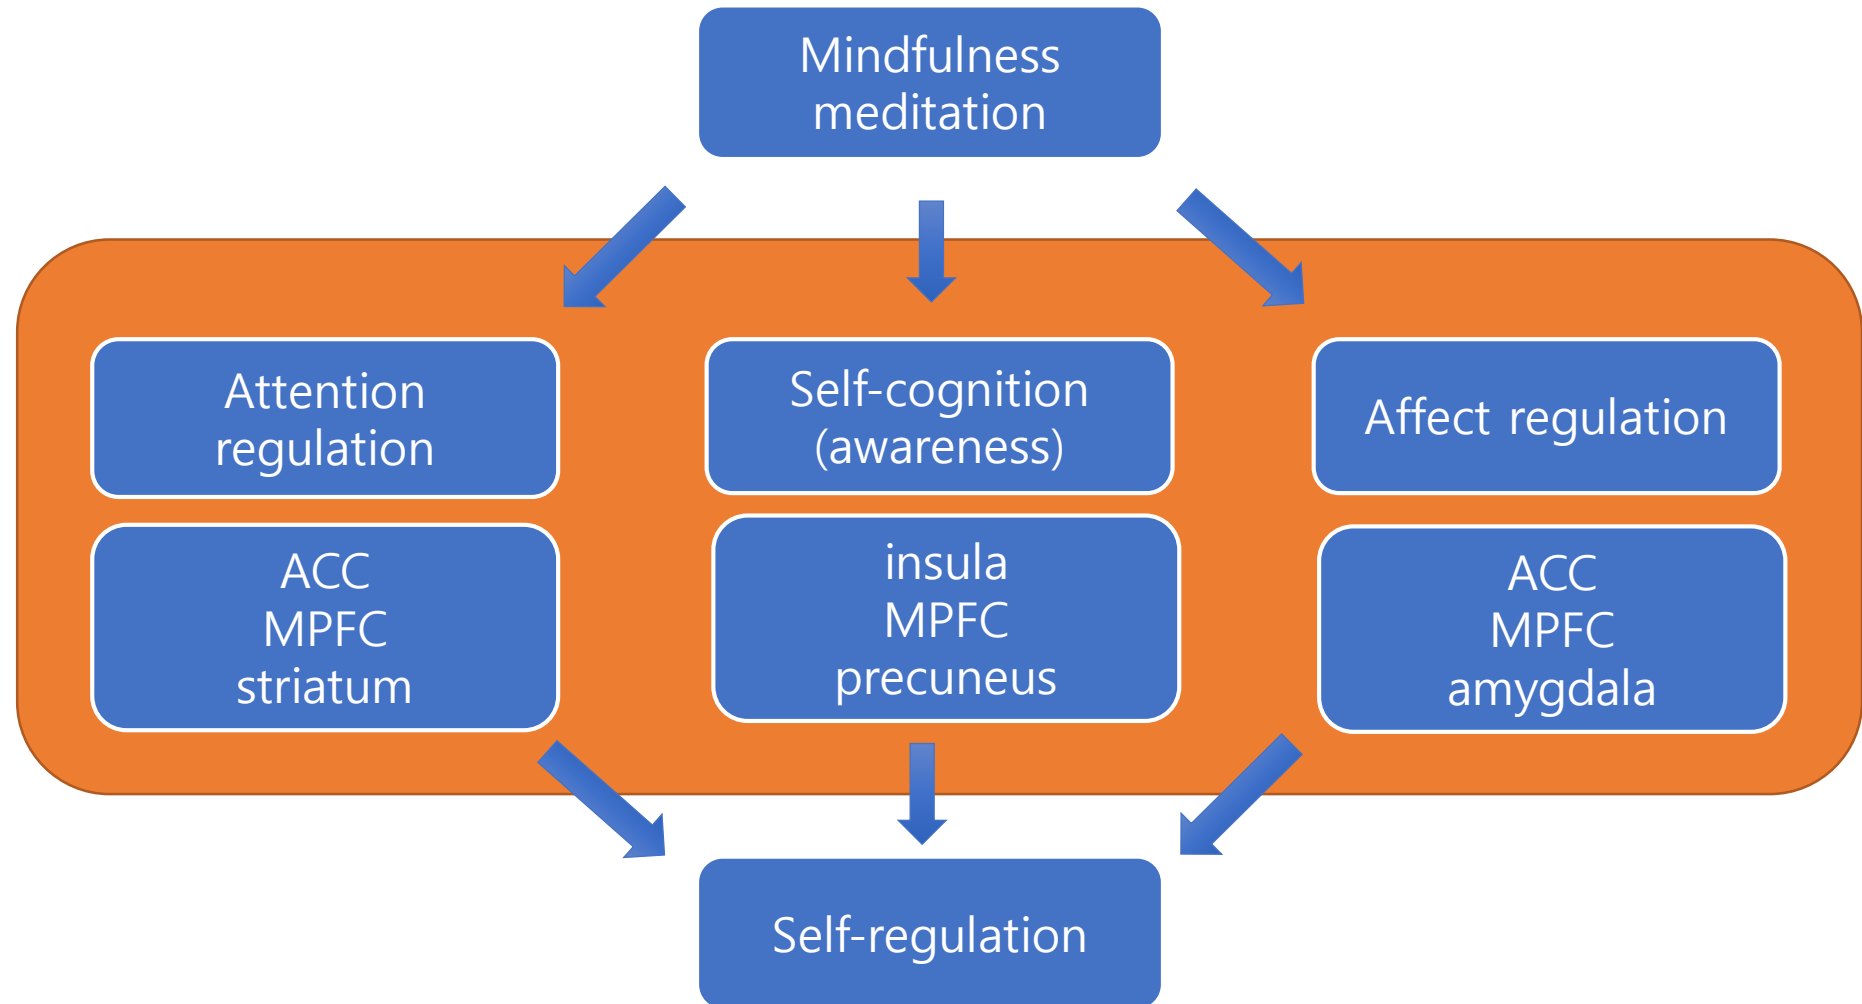 Mindfulness
meditation
Attention
regulation
Self-cognition
(awareness)
Affect regulation
ACC
MPFC
striatum
insula
MPFC
precuneus
ACC
MPFC
amygdala
Self-regulation